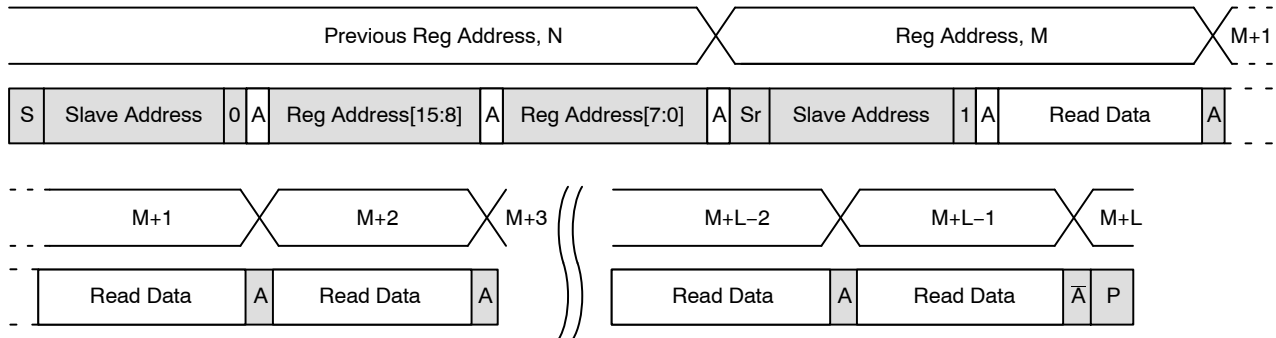 Previous Reg Address, N Reg Address, M M+1
S Slave Address 0 A Reg Address[15:8] A Reg Address[7:0] A Sr Slave Address 1 A Read Data A
M+1 M+2 M+3 M+L−2 M+L−1 M+L
Read Data A Read Data A Read Data A Read Data A̅ P